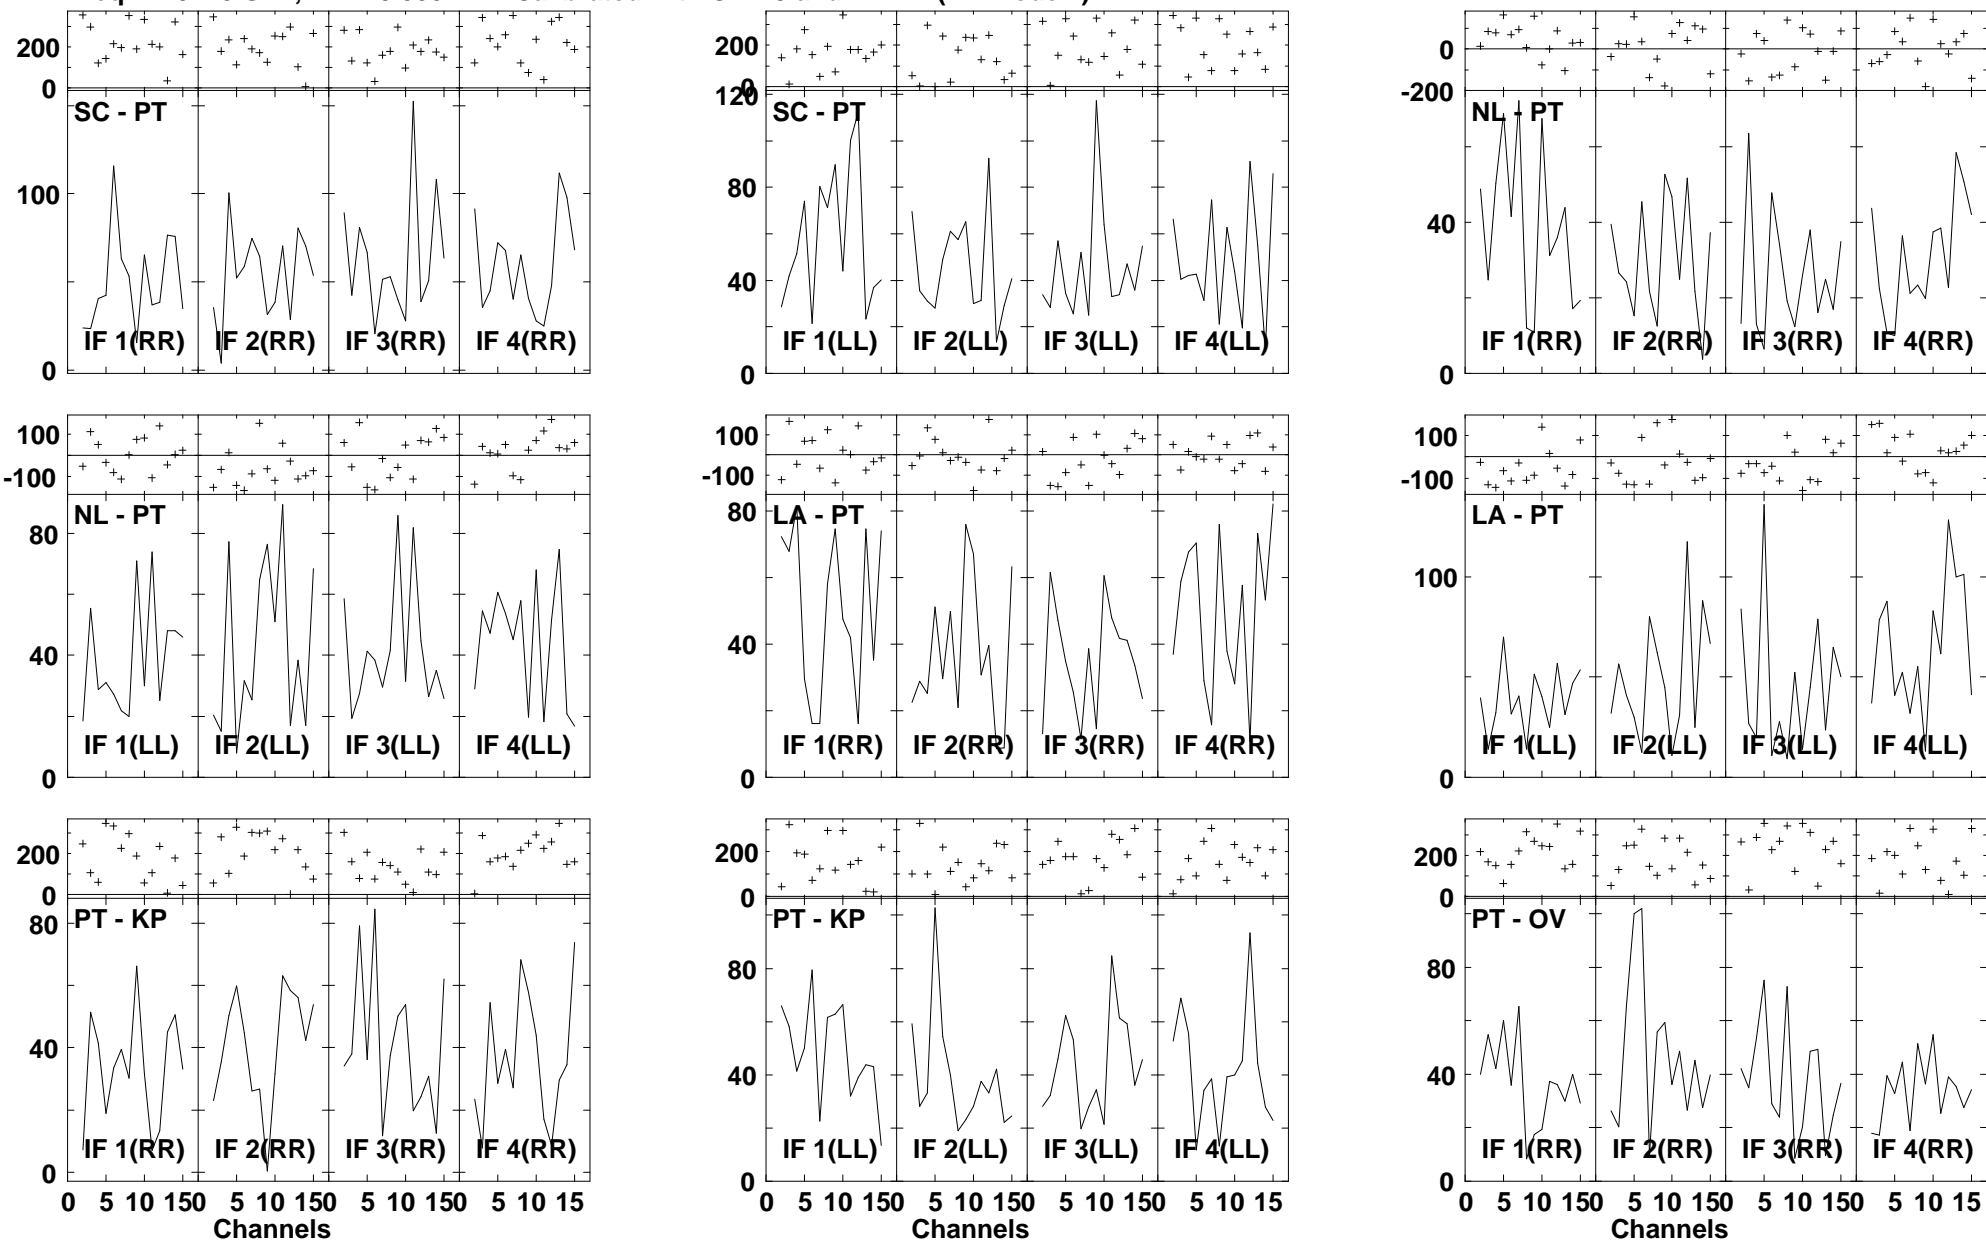 200
0
SC - PT
100
0
IF 1(RR) IF 2(RR) IF 3(RR) IF 4(RR)
200
0
120
SC - PT
80
40
0
IF 1(LL) IF 2(LL) IF 3(LL) IF 4(LL)
0
-200
NL - PT
40
0
IF 1(RR) IF 2(RR) IF 3(RR) IF 4(RR)
100
-100
NL - PT
80
40
0
IF 1(LL) IF 2(LL) IF 3(LL) IF 4(LL)
100
-100
LA - PT
80
40
0
IF 1(RR) IF 2(RR) IF 3(RR) IF 4(RR)
100
-100
LA - PT
100
0
IF 1(LL) IF 2(LL) IF 3(LL) IF 4(LL)
200
0
PT - KP
80
40
0
IF 1(RR) IF 2(RR) IF 3(RR) IF 4(RR)
0 5 10 150 5 10 150 5 10 150 5 10 15
Channels
200
0
PT - KP
80
40
0
IF 1(LL) IF 2(LL) IF 3(LL) IF 4(LL)
0 5 10 150 5 10 150 5 10 150 5 10 15
Channels
200
0
PT - OV
80
40
0
IF 1(RR) IF 2(RR) IF 3(RR) IF 4(RR)
0 5 10 150 5 10 150 5 10 150 5 10 15
Channels